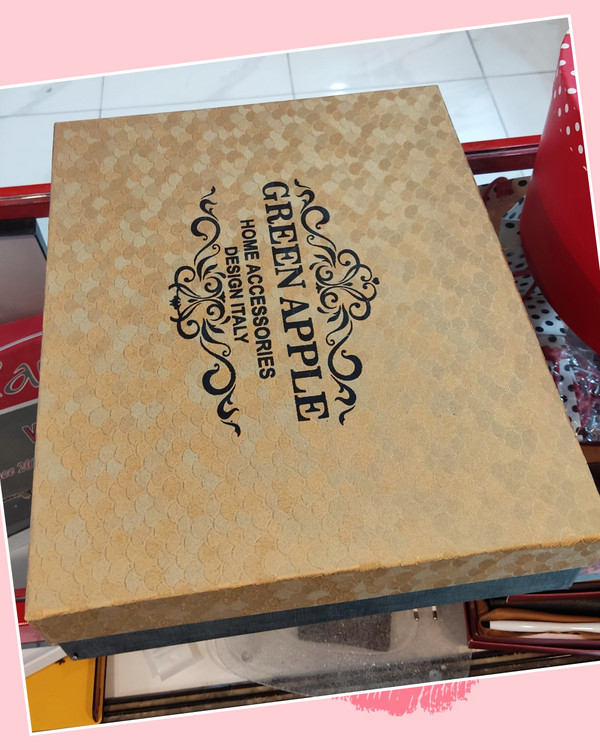 GREEN APPLE
HOME ACCESSORIES
DESIGN ITALY